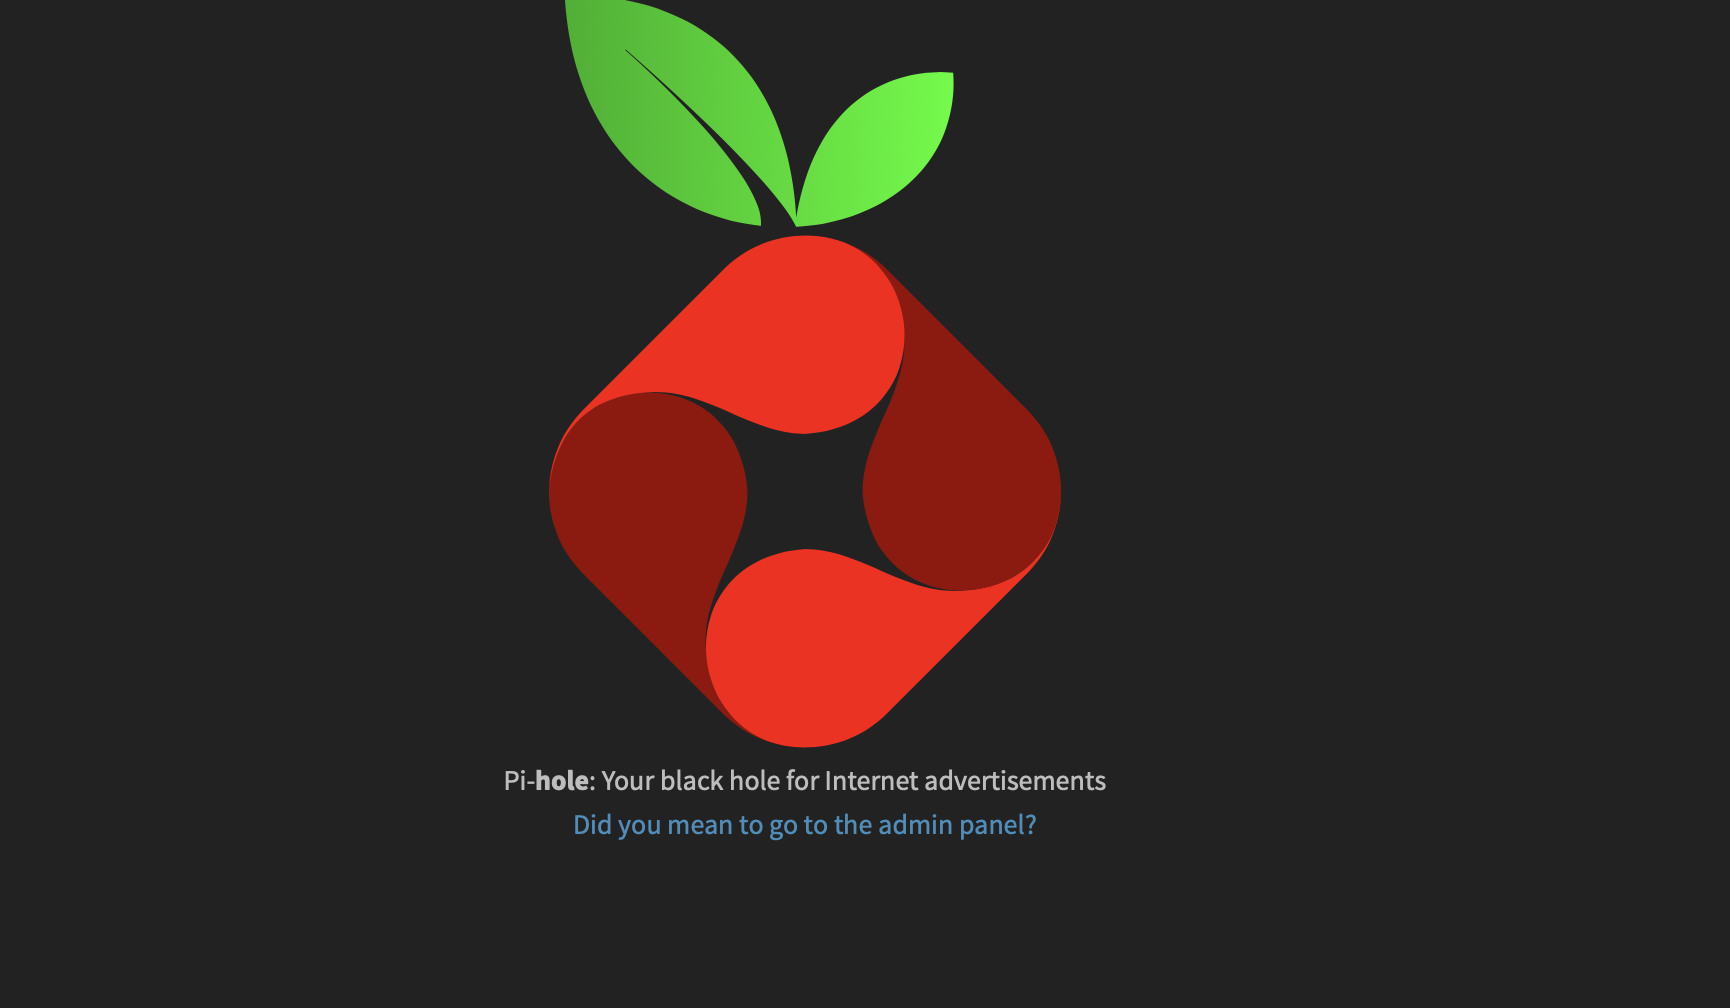 Pi-hole: Your black hole for Internet advertisements
Did you mean to go to the admin panel?